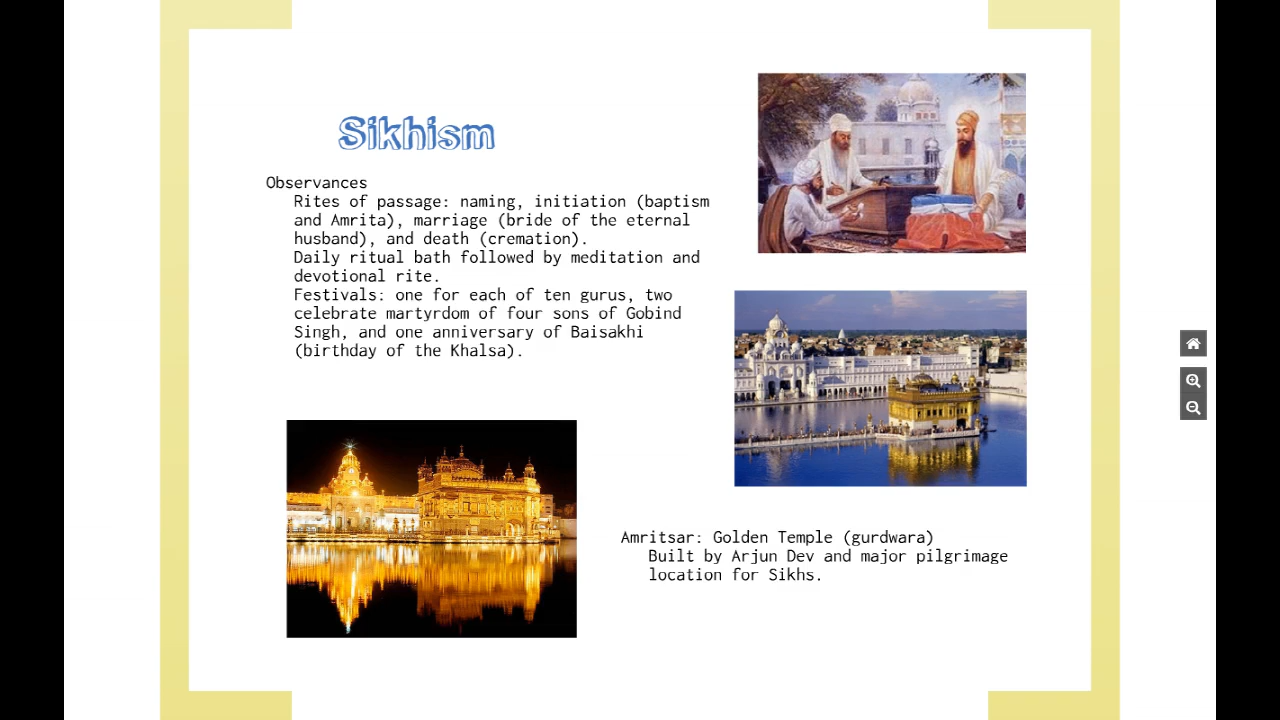 Sikhism
Observances
Rites of passage: naming, initiation (baptism
and Amrita), marriage (bride of the eternal
husband), and death (cremation).
Daily ritual bath followed by meditation and
devotional rite.
Festivals: one for each of ten gurus, two
celebrate martyrdom of four sons of Gobind
Singh, and one anniversary of Baisakhi
(birthday of the Khalsa).
Amritsar: Golden Temple (gurdwara)
Built by Arjun Dev and major pilgrimage
location for Sikhs.